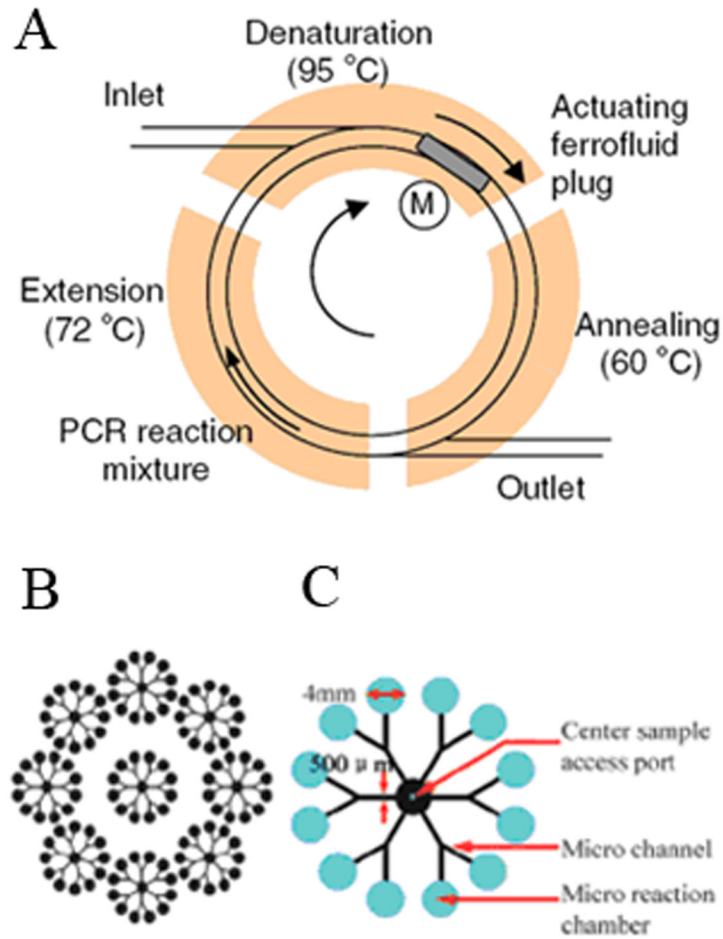 A
Denaturation
(95 °C)
Inlet
Actuating
ferrofluid
plug
M
Extension
(72 °C)
Annealing
(60 °C)
PCR reaction
mixture
Outlet
B
C
4mm
500 μm
Center sample
access port
Micro channel
Micro reaction
chamber